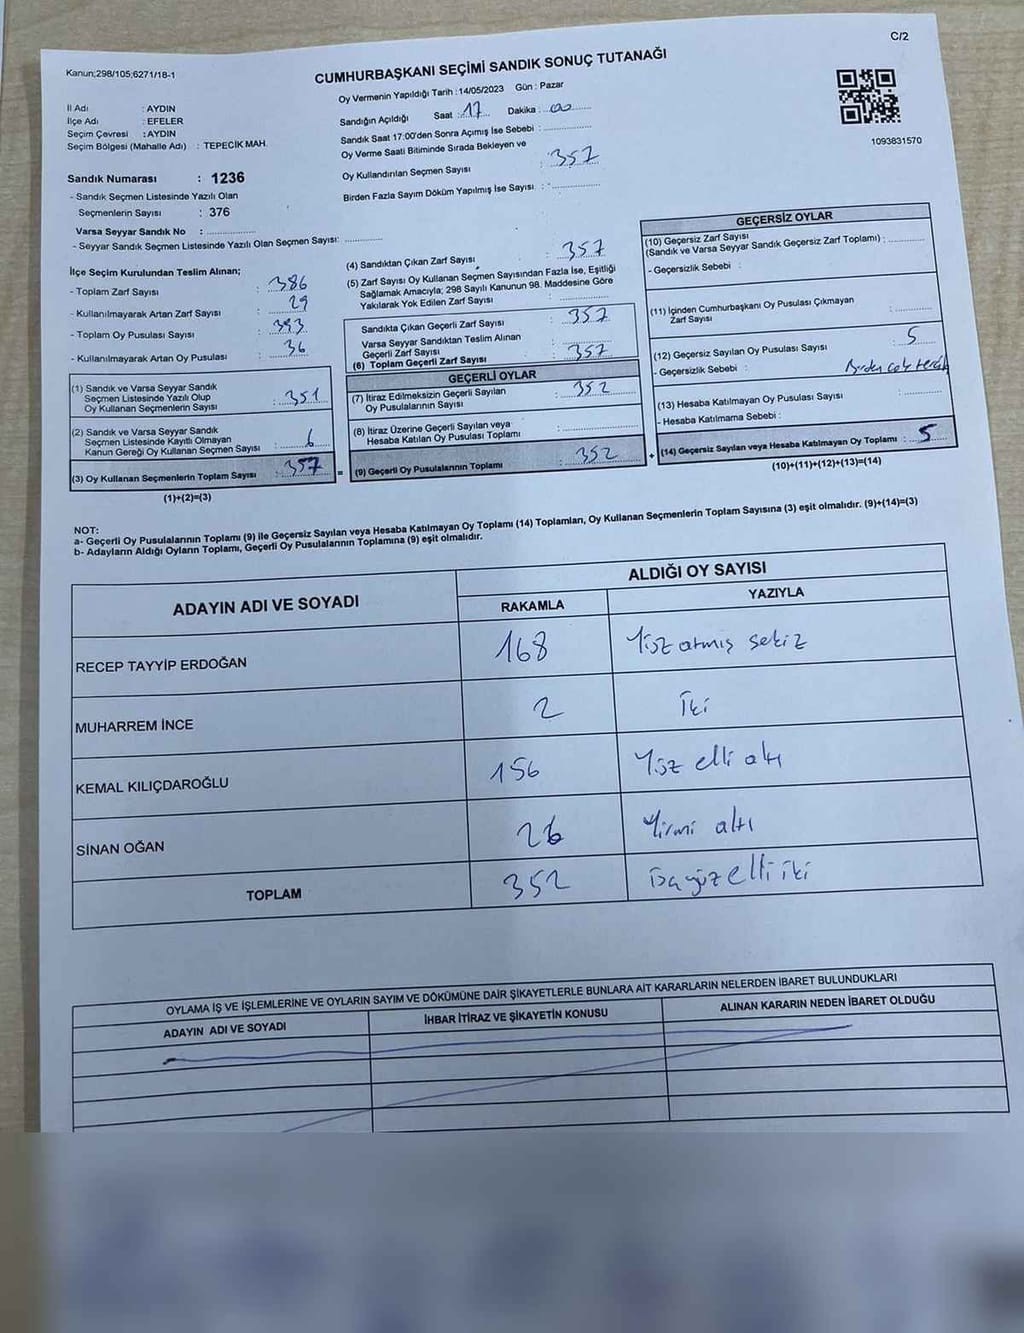 C/2
Kanun;298/105;6271/18-1
CUMHURBAŞKANI SEÇİMİ SANDIK SONUÇ TUTANAĞI
1093831570
İl Adı : AYDIN
İlçe Adı : EFELER
Seçim Çevresi : AYDIN
Seçim Bölgesi (Mahalle Adı) : TEPECİK MAH.
Sandık Numarası : 1236
- Sandık Seçmen Listesinde Yazılı Olan
Seçmenlerin Sayısı : 376
Varsa Seyyar Sandık No :
- Seyyar Sandık Seçmen Listesinde Yazılı Olan Seçmen Sayısı:
Oy Vermenin Yapıldığı Tarih : 14/05/2023 Gün : Pazar
Sandığın Açıldığı Saat : 17 Dakika : 00
Sandık Saat 17:00'den Sonra Açımış İse Sebebi :
Oy Verme Saati Bitiminde Sırada Bekleyen ve
Oy Kullandırılan Seçmen Sayısı : 357
Birden Fazla Sayım Döküm Yapılmış İse Sayısı :
İlçe Seçim Kurulundan Teslim Alınan;
- Toplam Zarf Sayısı : 386
- Kullanılmayarak Artan Zarf Sayısı : 29
- Toplam Oy Pusulası Sayısı : 393
- Kullanılmayarak Artan Oy Pusulası : 36
(1) Sandık ve Varsa Seyyar Sandık
Seçmen Listesinde Yazılı Olup
Oy Kullanan Seçmenlerin Sayısı : 351
(2) Sandık ve Varsa Seyyar Sandık
Seçmen Listesinde Kayıtlı Olmayan
Kanun Gereği Oy Kullanan Seçmen Sayısı : 6
(3) Oy Kullanan Seçmenlerin Toplam Sayısı : 357 =
(1)+(2)=(3)
(4) Sandıktan Çıkan Zarf Sayısı : 357
(5) Zarf Sayısı Oy Kullanan Seçmen Sayısından Fazla İse, Eşitliği
Sağlamak Amacıyla; 298 Sayılı Kanunun 98. Maddesine Göre
Yakılarak Yok Edilen Zarf Sayısı :
Sandıkta Çıkan Geçerli Zarf Sayısı : 357
Varsa Seyyar Sandıktan Teslim Alınan
Geçerli Zarf Sayısı :
(6) Toplam Geçerli Zarf Sayısı : 357
GEÇERLİ OYLAR
(7) İtiraz Edilmeksizin Geçerli Sayılan
Oy Pusulalarının Sayısı : 352
(8) İtiraz Üzerine Geçerli Sayılan veya
Hesaba Katılan Oy Pusulası Toplamı :
(9) Geçerli Oy Pusulalarının Toplamı : 352 +
GEÇERSİZ OYLAR
(10) Geçersiz Zarf Sayısı
(Sandık ve Varsa Seyyar Sandık Geçersiz Zarf Toplamı) :
- Geçersizlik Sebebi :
(11) İçinden Cumhurbaşkanı Oy Pusulası Çıkmayan
Zarf Sayısı :
(12) Geçersiz Sayılan Oy Pusulası Sayısı : 5
- Geçersizlik Sebebi :
(13) Hesaba Katılmayan Oy Pusulası Sayısı :
- Hesaba Katılmama Sebebi :
(14) Geçersiz Sayılan veya Hesaba Katılmayan Oy Toplamı : 5
(10)+(11)+(12)+(13)=(14)
NOT:
a- Geçerli Oy Pusulalarının Toplamı (9) ile Geçersiz Sayılan veya Hesaba Katılmayan Oy Toplamı (14) Toplamları, Oy Kullanan Seçmenlerin Toplam Sayısına (3) eşit olmalıdır. (9)+(14)=(3)
b- Adayların Aldığı Oyların Toplamı, Geçerli Oy Pusulalarının Toplamına (9) eşit olmalıdır.
ADAYIN ADI VE SOYADI
ALDIĞI OY SAYISI
RAKAMLA YAZIYLA
RECEP TAYYİP ERDOĞAN 168 Yüz atmış sekiz
MUHARREM İNCE 2 İki
KEMAL KILIÇDAROĞLU 156 Yüz elli altı
SİNAN OĞAN 26 Yirmi altı
TOPLAM 352 üçyüz elli iki
OYLAMA İŞ VE İŞLEMLERİNE VE OYLARIN SAYIM VE DÖKÜMÜNE DAİR ŞİKAYETLERLE BUNLARA AİT KARARLARIN NELERDEN İBARET BULUNDUKLARI
ADAYIN ADI VE SOYADI İHBAR İTİRAZ VE ŞİKAYETİN KONUSU ALINAN KARARIN NEDEN İBARET OLDUĞU